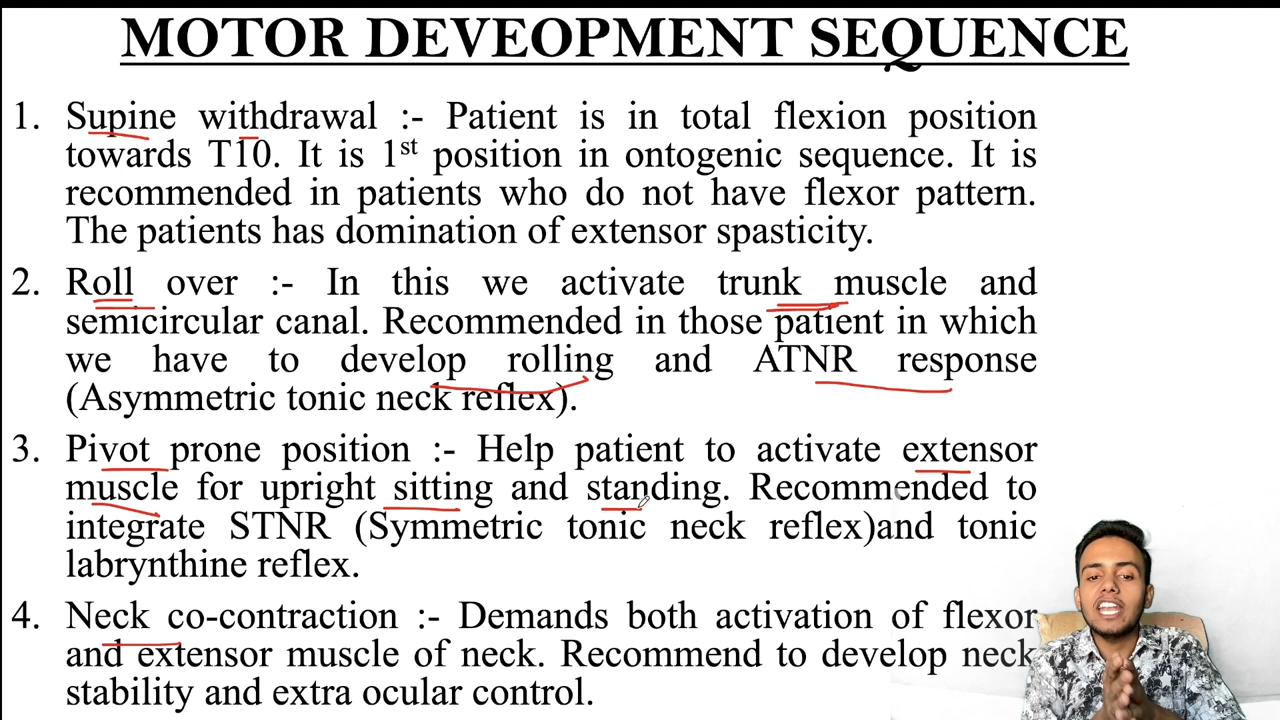 MOTOR DEVEOPMENT SEQUENCE
1. Supine withdrawal :- Patient is in total flexion position
towards T10. It is 1st position in ontogenic sequence. It is
recommended in patients who do not have flexor pattern.
The patients has domination of extensor spasticity.
2. Roll over :- In this we activate trunk muscle and
semicircular canal. Recommended in those patient in which
we have to develop rolling and ATNR response
(Asymmetric tonic neck reflex).
3. Pivot prone position :- Help patient to activate extensor
muscle for upright sitting and standing. Recommended to
integrate STNR (Symmetric tonic neck reflex)and tonic
labrynthine reflex.
4. Neck co-contraction :- Demands both activation of flexor
and extensor muscle of neck. Recommend to develop neck
stability and extra ocular control.